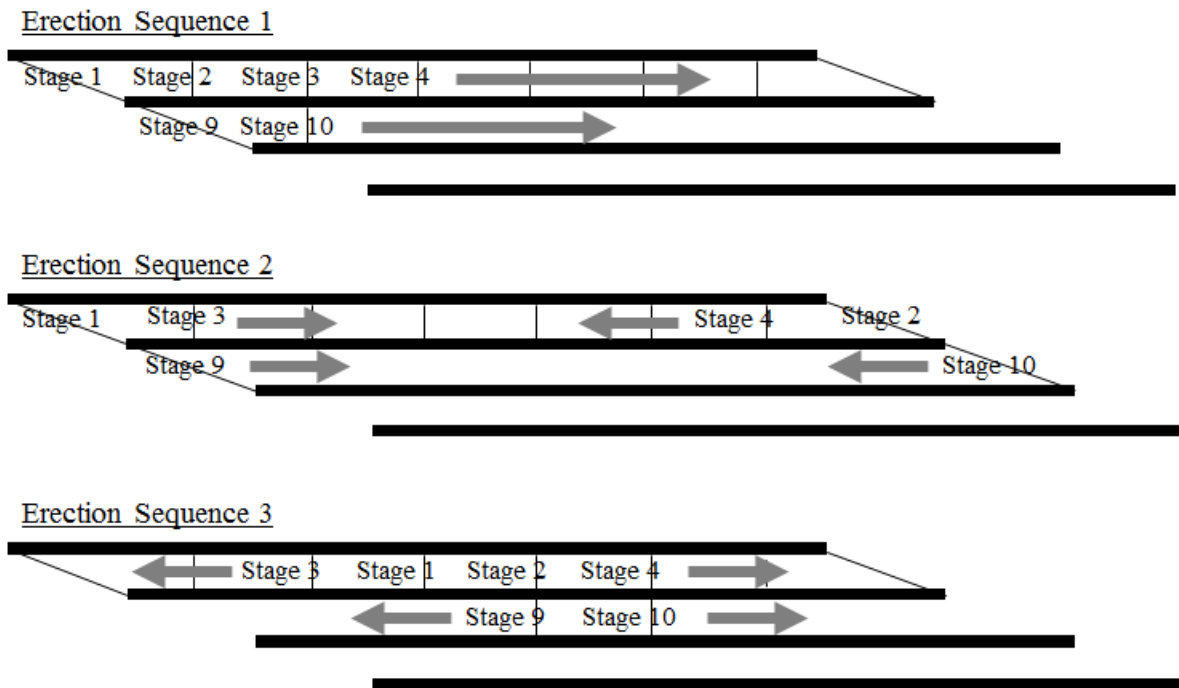 Erection Sequence 1
Stage 1 Stage 2 Stage 3 Stage 4
Stage 9 Stage 10
Erection Sequence 2
Stage 1 Stage 3 Stage 4 Stage 2
Stage 9 Stage 10
Erection Sequence 3
Stage 3 Stage 1 Stage 2 Stage 4
Stage 9 Stage 10